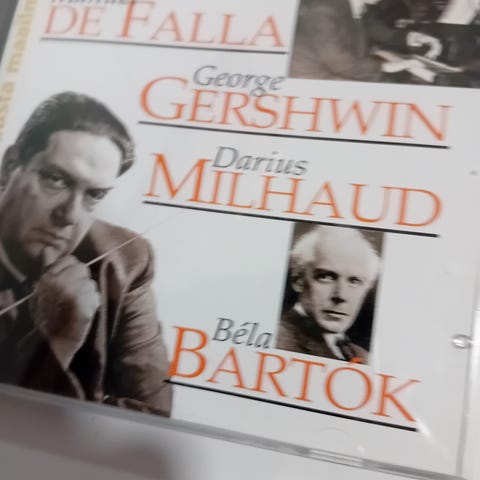 DE FALLA
George
GERSHWIN
Darius
MILHAUD
Béla
BARTÓK